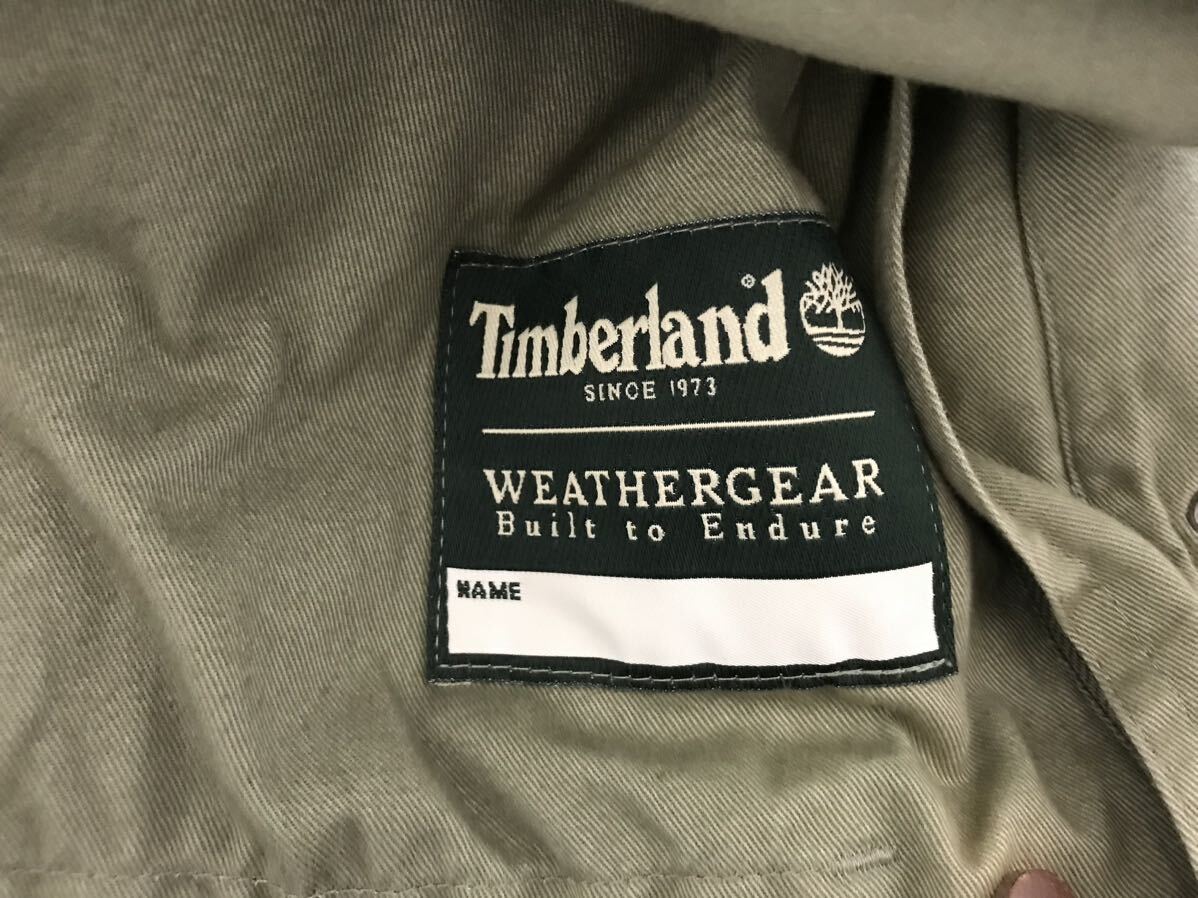 Timberland®
SINCE 1973
WEATHERGEAR
Built to Endure
NAME